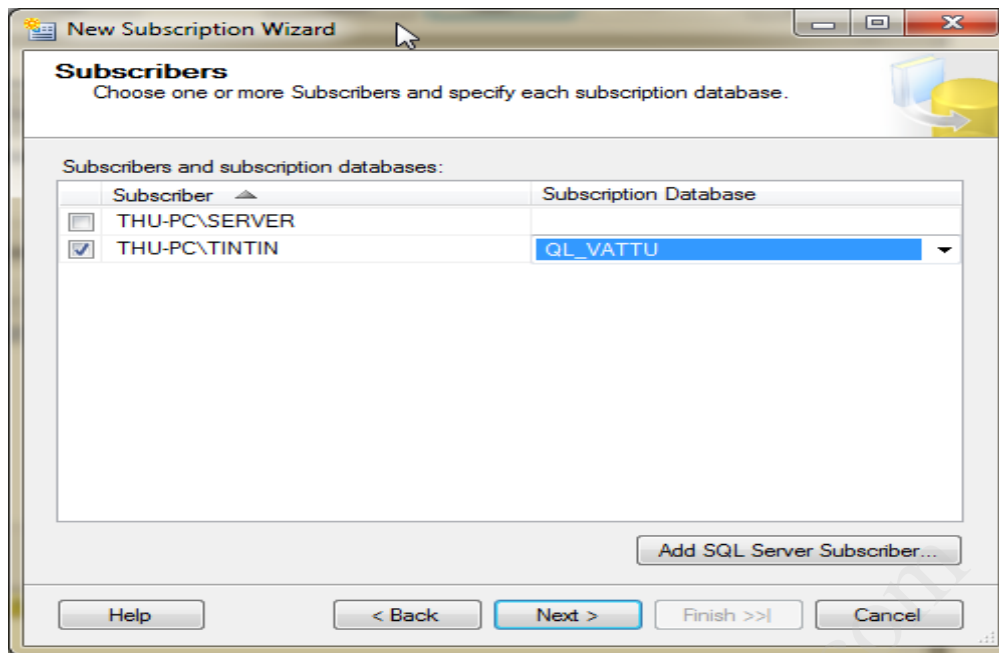 New Subscription Wizard
Subscribers
Choose one or more Subscribers and specify each subscription database.
Subscribers and subscription databases:
Subscriber Subscription Database
THU-PC\SERVER
THU-PC\TINTIN QL_VATTU
Add SQL Server Subscriber...
Help < Back Next > Finish >>| Cancel
com